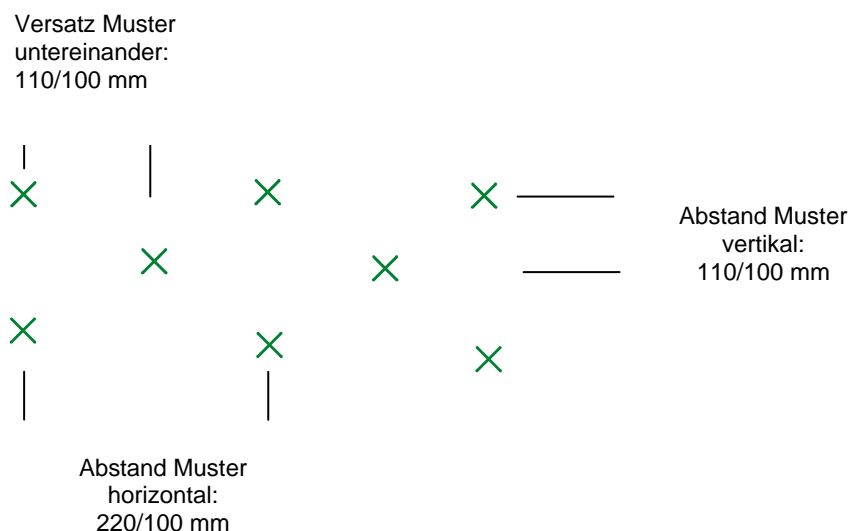 Versatz Muster
untereinander:
110/100 mm
Abstand Muster
vertikal:
110/100 mm
Abstand Muster
horizontal:
220/100 mm